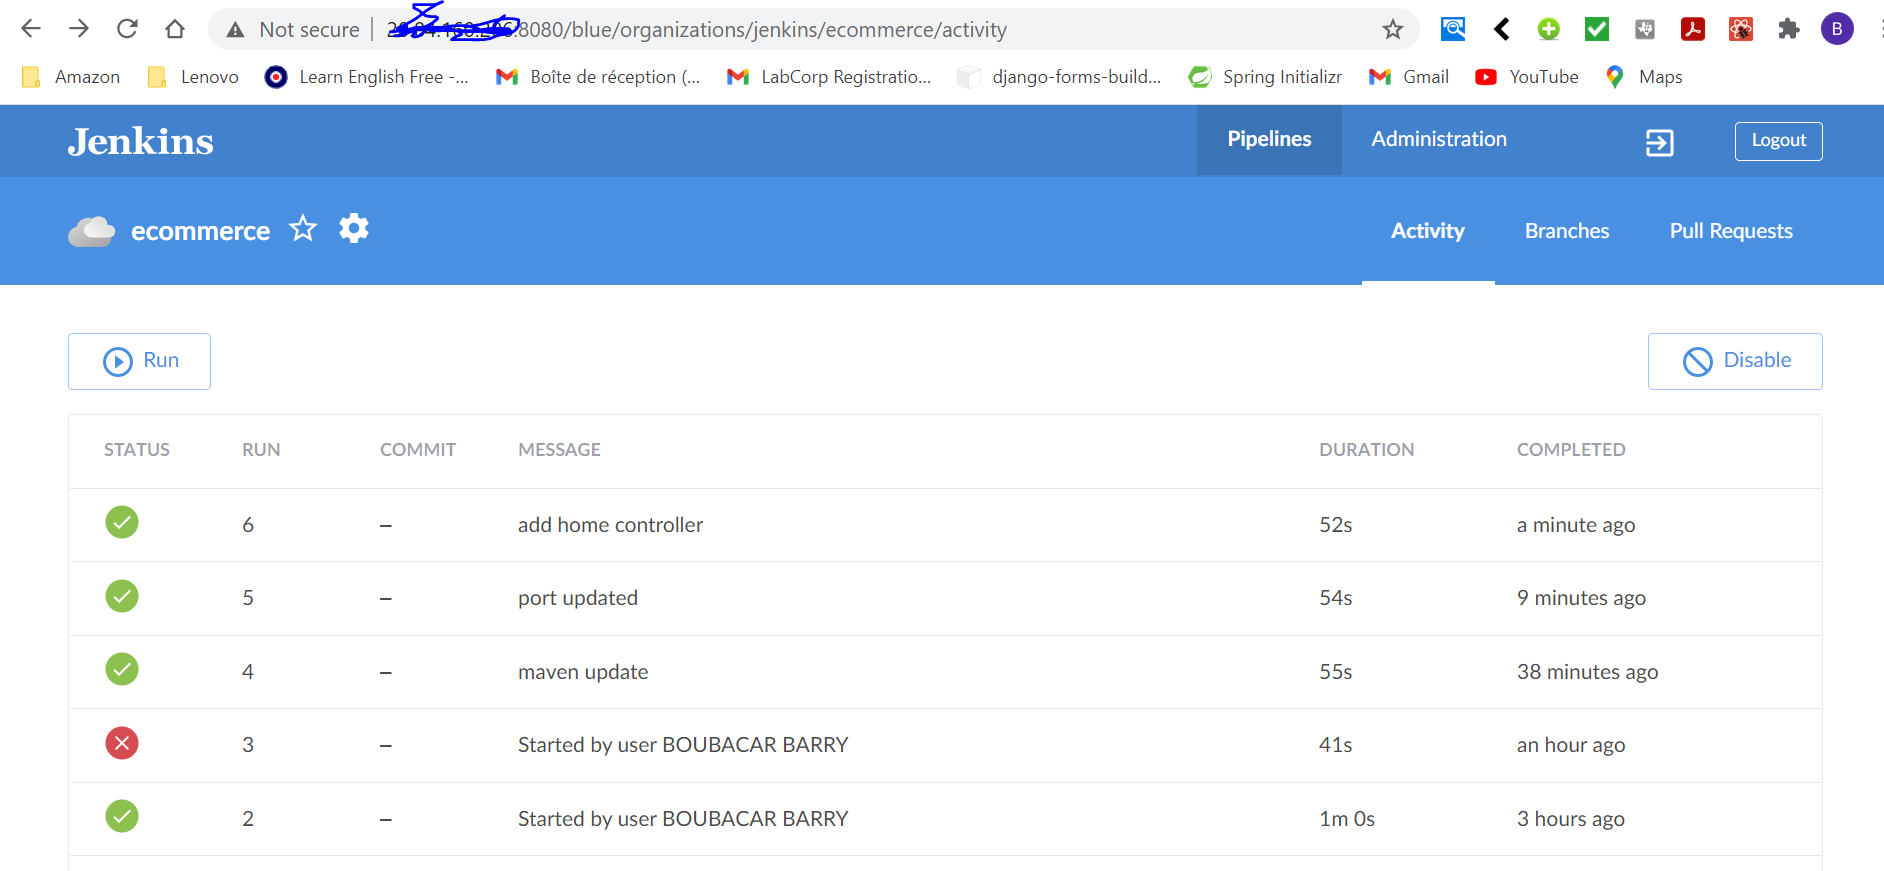 Not secure :8080/blue/organizations/jenkins/ecommerce/activity B
Amazon Lenovo Learn English Free -... Boîte de réception (... LabCorp Registratio... django-forms-build... Spring Initializr Gmail YouTube Maps
Jenkins Pipelines Administration Logout
ecommerce Activity Branches Pull Requests
Run Disable
STATUS RUN COMMIT MESSAGE DURATION COMPLETED
6 – add home controller 52s a minute ago
5 – port updated 54s 9 minutes ago
4 – maven update 55s 38 minutes ago
3 – Started by user BOUBACAR BARRY 41s an hour ago
2 – Started by user BOUBACAR BARRY 1m 0s 3 hours ago